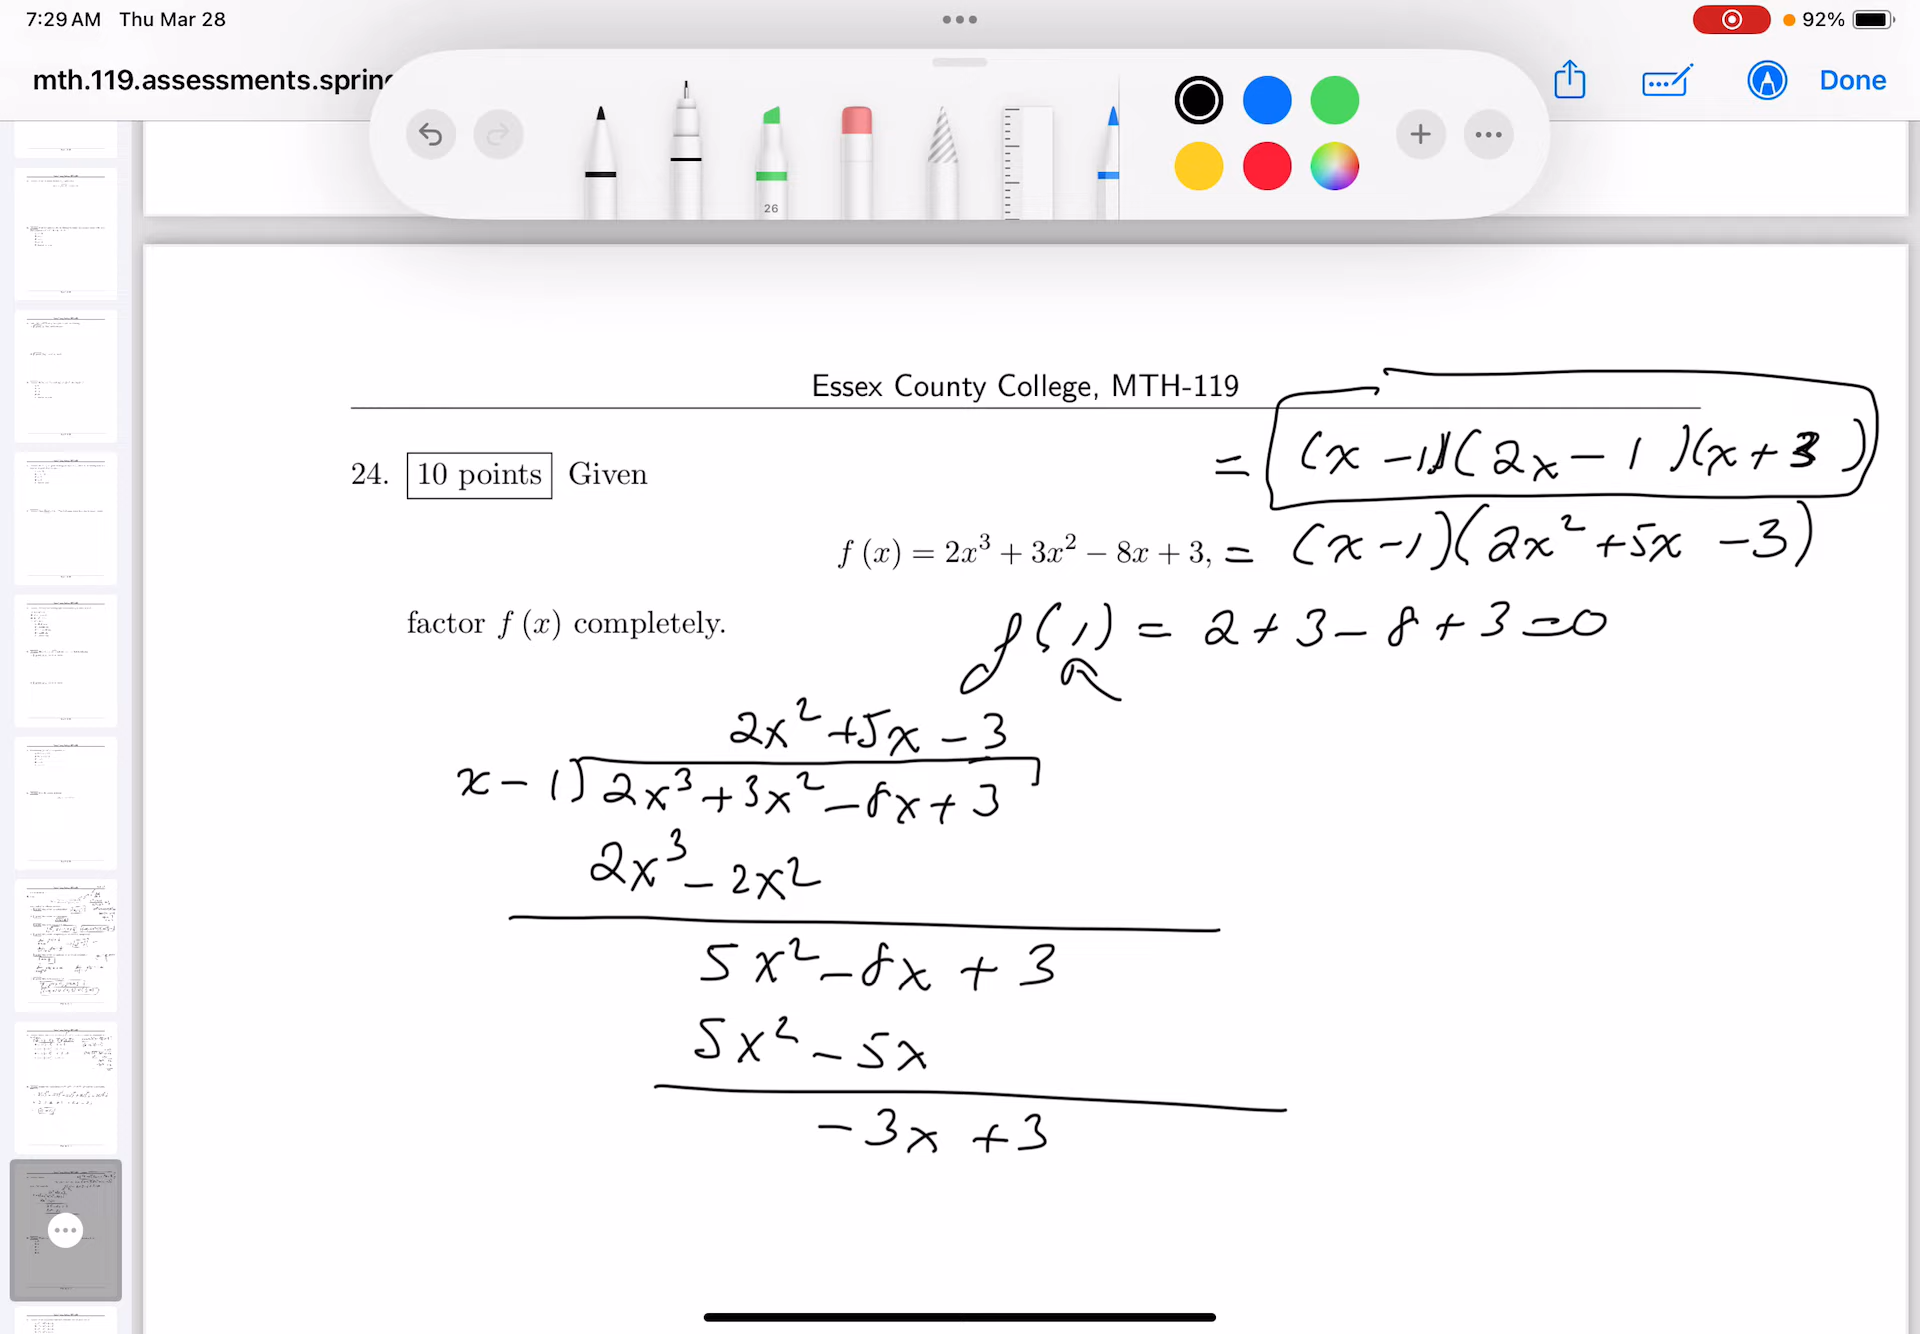 7:29 AM Thu Mar 28
92%
mth.119.assessments.spring
Done
26
Essex County College, MTH-119
24. 10 points Given
= (x - 1)(2x - 1)(x + 3)
f (x) = 2x³ + 3x² − 8x + 3, = (x - 1)(2x² + 5x - 3)
factor f (x) completely.
f(1) = 2 + 3 - 8 + 3 = 0
2x² + 5x - 3
x - 1) 2x³ + 3x² - 8x + 3
2x³ - 2x²
5x² - 8x + 3
5x² - 5x
- 3x + 3